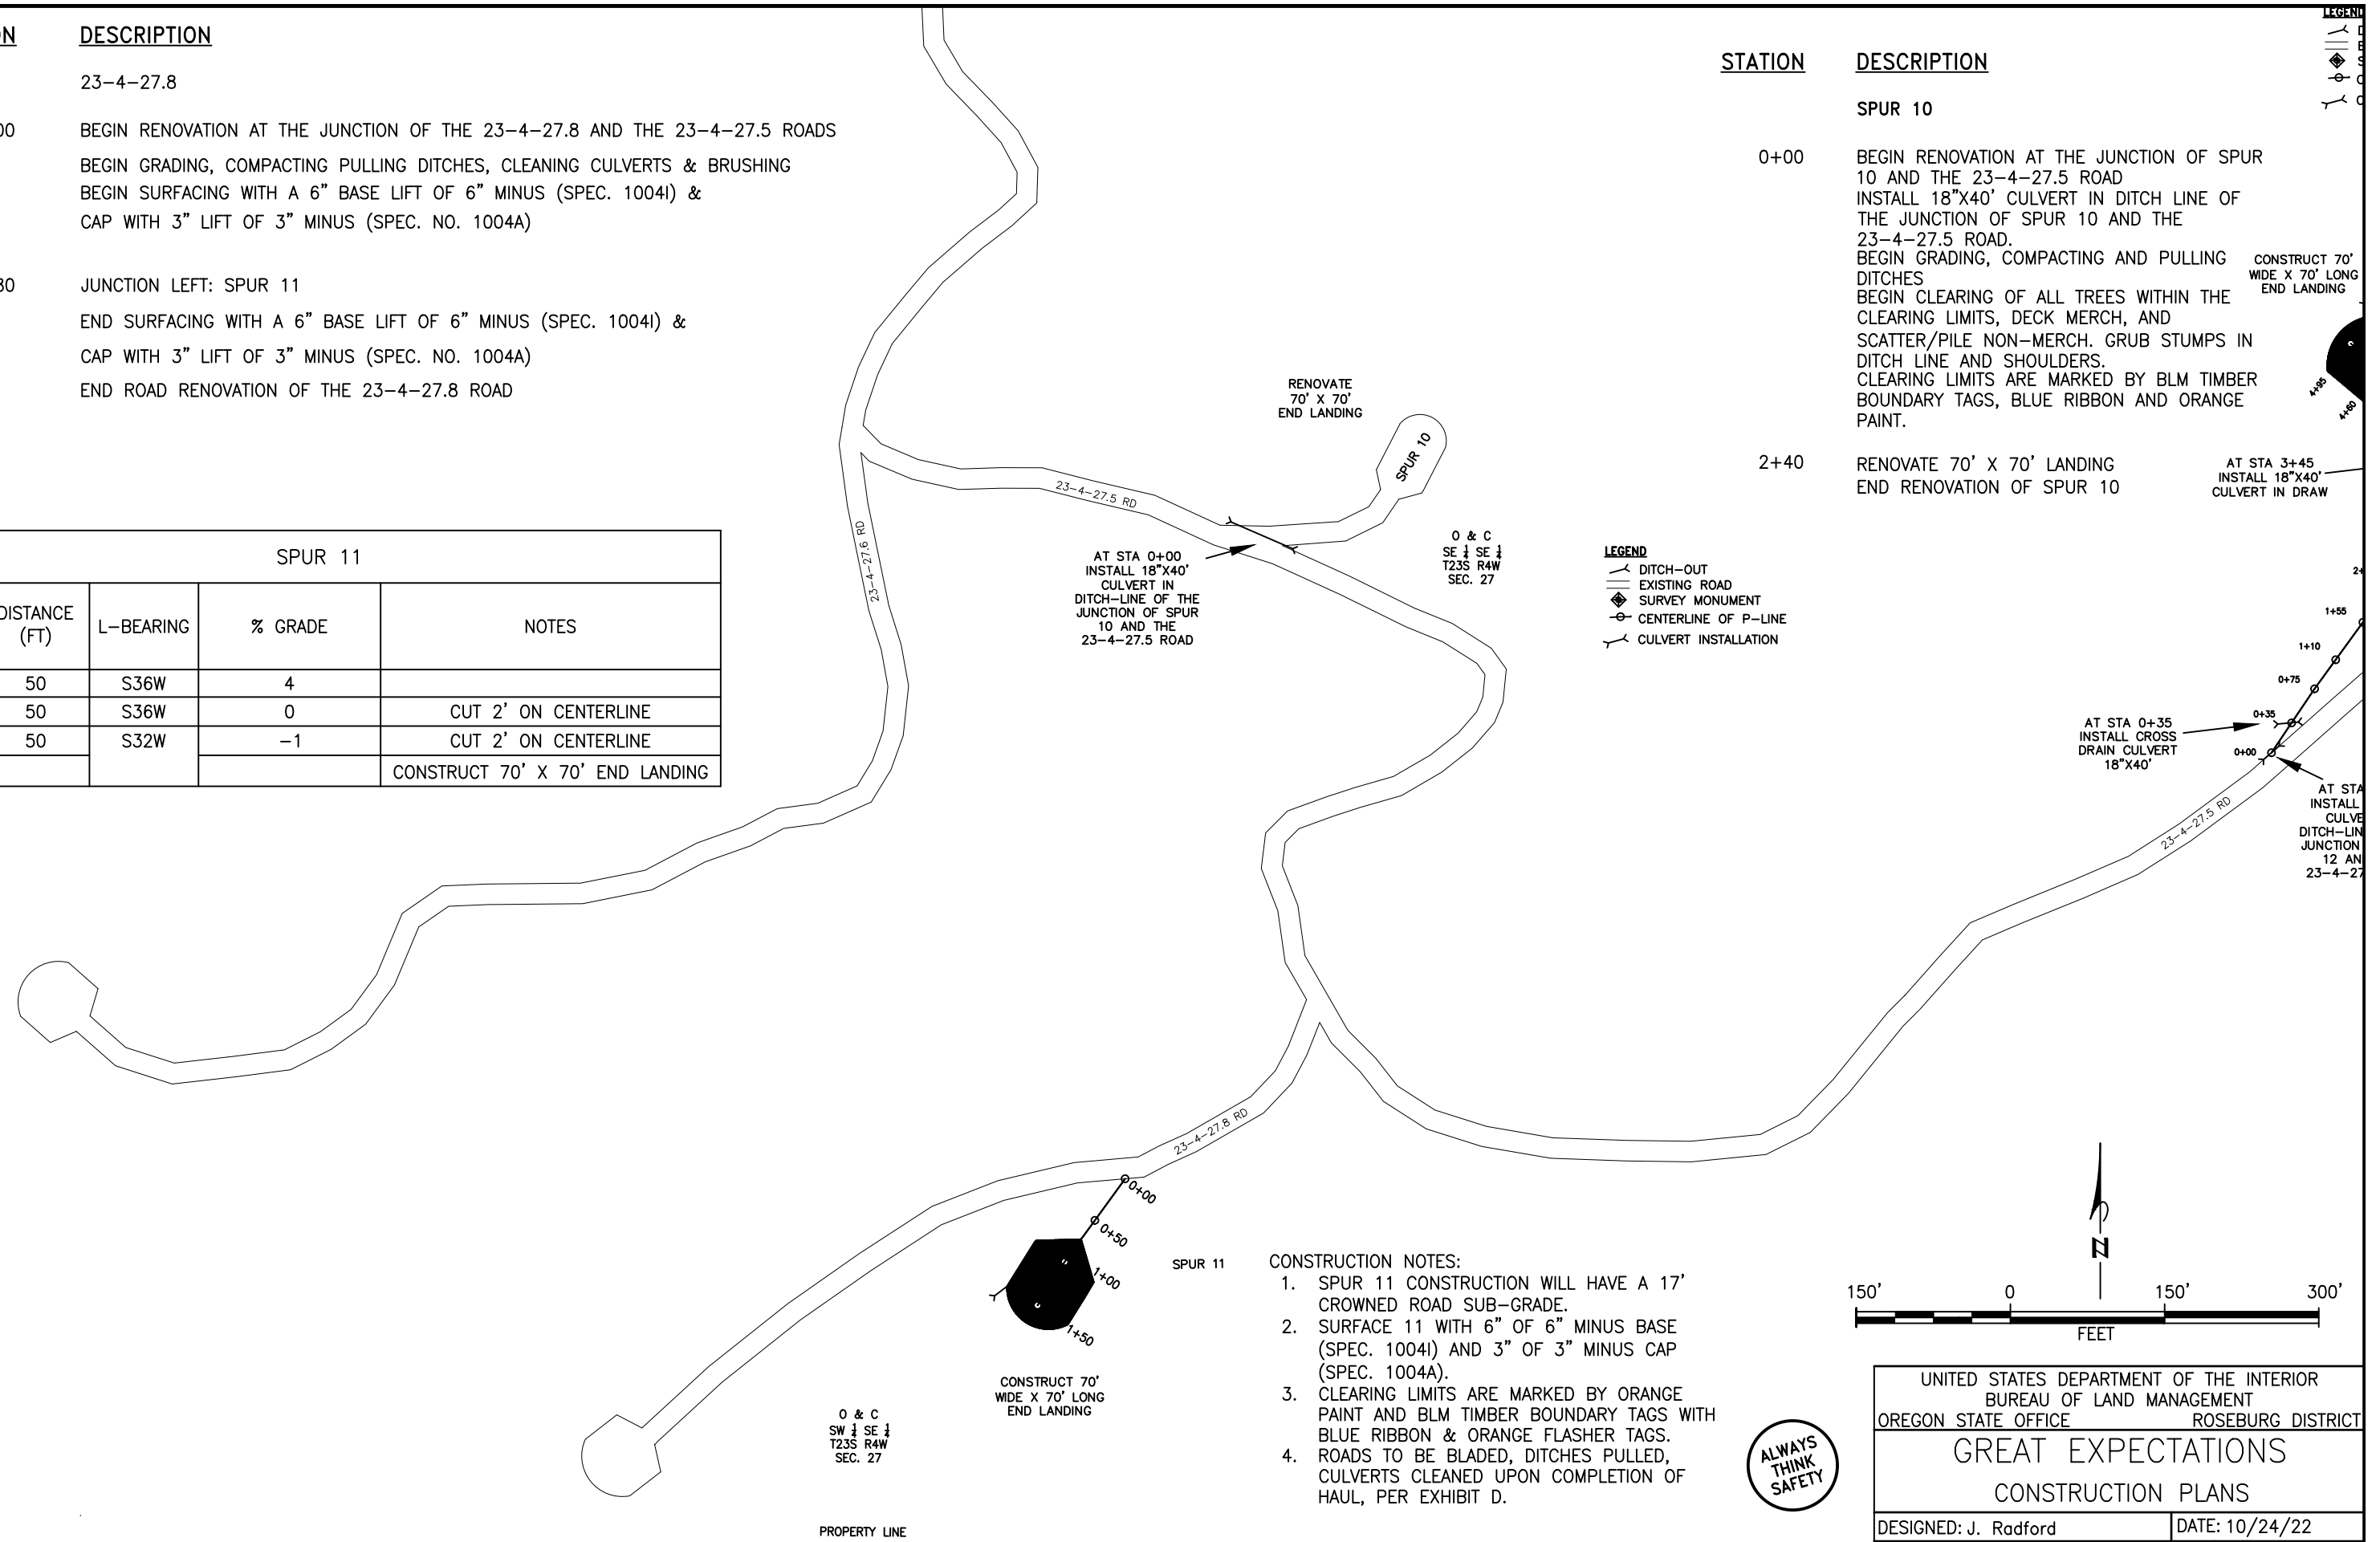 DESCRIPTION
23-4-27.8
BEGIN RENOVATION AT THE JUNCTION OF THE 23-4-27.8 AND THE 23-4-27.5 ROADS
BEGIN GRADING, COMPACTING PULLING DITCHES, CLEANING CULVERTS & BRUSHING
BEGIN SURFACING WITH A 6" BASE LIFT OF 6" MINUS (SPEC. 1004I) &
CAP WITH 3" LIFT OF 3" MINUS (SPEC. NO. 1004A)
JUNCTION LEFT: SPUR 11
END SURFACING WITH A 6" BASE LIFT OF 6" MINUS (SPEC. 1004I) &
CAP WITH 3" LIFT OF 3" MINUS (SPEC. NO. 1004A)
END ROAD RENOVATION OF THE 23-4-27.8 ROAD
SPUR 11
DISTANCE
(FT)
L-BEARING
% GRADE
NOTES
50 S36W 4
50 S36W 0 CUT 2' ON CENTERLINE
50 S32W -1 CUT 2' ON CENTERLINE
CONSTRUCT 70' X 70' END LANDING
23-4-27.6 RD
23-4-27.5 RD
RENOVATE
70' X 70'
END LANDING
SPUR 10
AT STA 0+00
INSTALL 18"X40'
CULVERT IN
DITCH-LINE OF THE
JUNCTION OF SPUR
10 AND THE
23-4-27.5 ROAD
O & C
SE 1/4 SE 1/4
T23S R4W
SEC. 27
LEGEND
DITCH-OUT
EXISTING ROAD
SURVEY MONUMENT
CENTERLINE OF P-LINE
CULVERT INSTALLATION
STATION DESCRIPTION
SPUR 10
0+00 BEGIN RENOVATION AT THE JUNCTION OF SPUR
10 AND THE 23-4-27.5 ROAD
INSTALL 18"X40' CULVERT IN DITCH LINE OF
THE JUNCTION OF SPUR 10 AND THE
23-4-27.5 ROAD.
BEGIN GRADING, COMPACTING AND PULLING
DITCHES
BEGIN CLEARING OF ALL TREES WITHIN THE
CLEARING LIMITS, DECK MERCH, AND
SCATTER/PILE NON-MERCH. GRUB STUMPS IN
DITCH LINE AND SHOULDERS.
CLEARING LIMITS ARE MARKED BY BLM TIMBER
BOUNDARY TAGS, BLUE RIBBON AND ORANGE
PAINT.
2+40 RENOVATE 70' X 70' LANDING
END RENOVATION OF SPUR 10
LEGEND
CONSTRUCT 70'
WIDE X 70' LONG
END LANDING
4+95
4+60
AT STA 3+45
INSTALL 18"X40'
CULVERT IN DRAW
1+55
1+10
0+75
0+35
0+00
AT STA 0+35
INSTALL CROSS
DRAIN CULVERT
18"X40'
AT STA
INSTALL
JUNCTION
12
23-4-27.5 RD
23-4-27.8 RD
0+00
0+50
1+00
1+50
SPUR 11
CONSTRUCT 70'
WIDE X 70' LONG
END LANDING
O & C
SW 1/4 SE 1/4
T23S R4W
SEC. 27
PROPERTY LINE
CONSTRUCTION NOTES:
1. SPUR 11 CONSTRUCTION WILL HAVE A 17'
CROWNED ROAD SUB-GRADE.
2. SURFACE 11 WITH 6" OF 6" MINUS BASE
(SPEC. 1004I) AND 3" OF 3" MINUS CAP
(SPEC. 1004A).
3. CLEARING LIMITS ARE MARKED BY ORANGE
PAINT AND BLM TIMBER BOUNDARY TAGS WITH
BLUE RIBBON & ORANGE FLASHER TAGS.
4. ROADS TO BE BLADED, DITCHES PULLED,
CULVERTS CLEANED UPON COMPLETION OF
HAUL, PER EXHIBIT D.
ALWAYS
THINK
SAFETY
N
150' 0 150' 300'
FEET
UNITED STATES DEPARTMENT OF THE INTERIOR
BUREAU OF LAND MANAGEMENT
OREGON STATE OFFICE ROSEBURG DISTRICT
GREAT EXPECTATIONS
CONSTRUCTION PLANS
DESIGNED: J. Radford DATE: 10/24/22